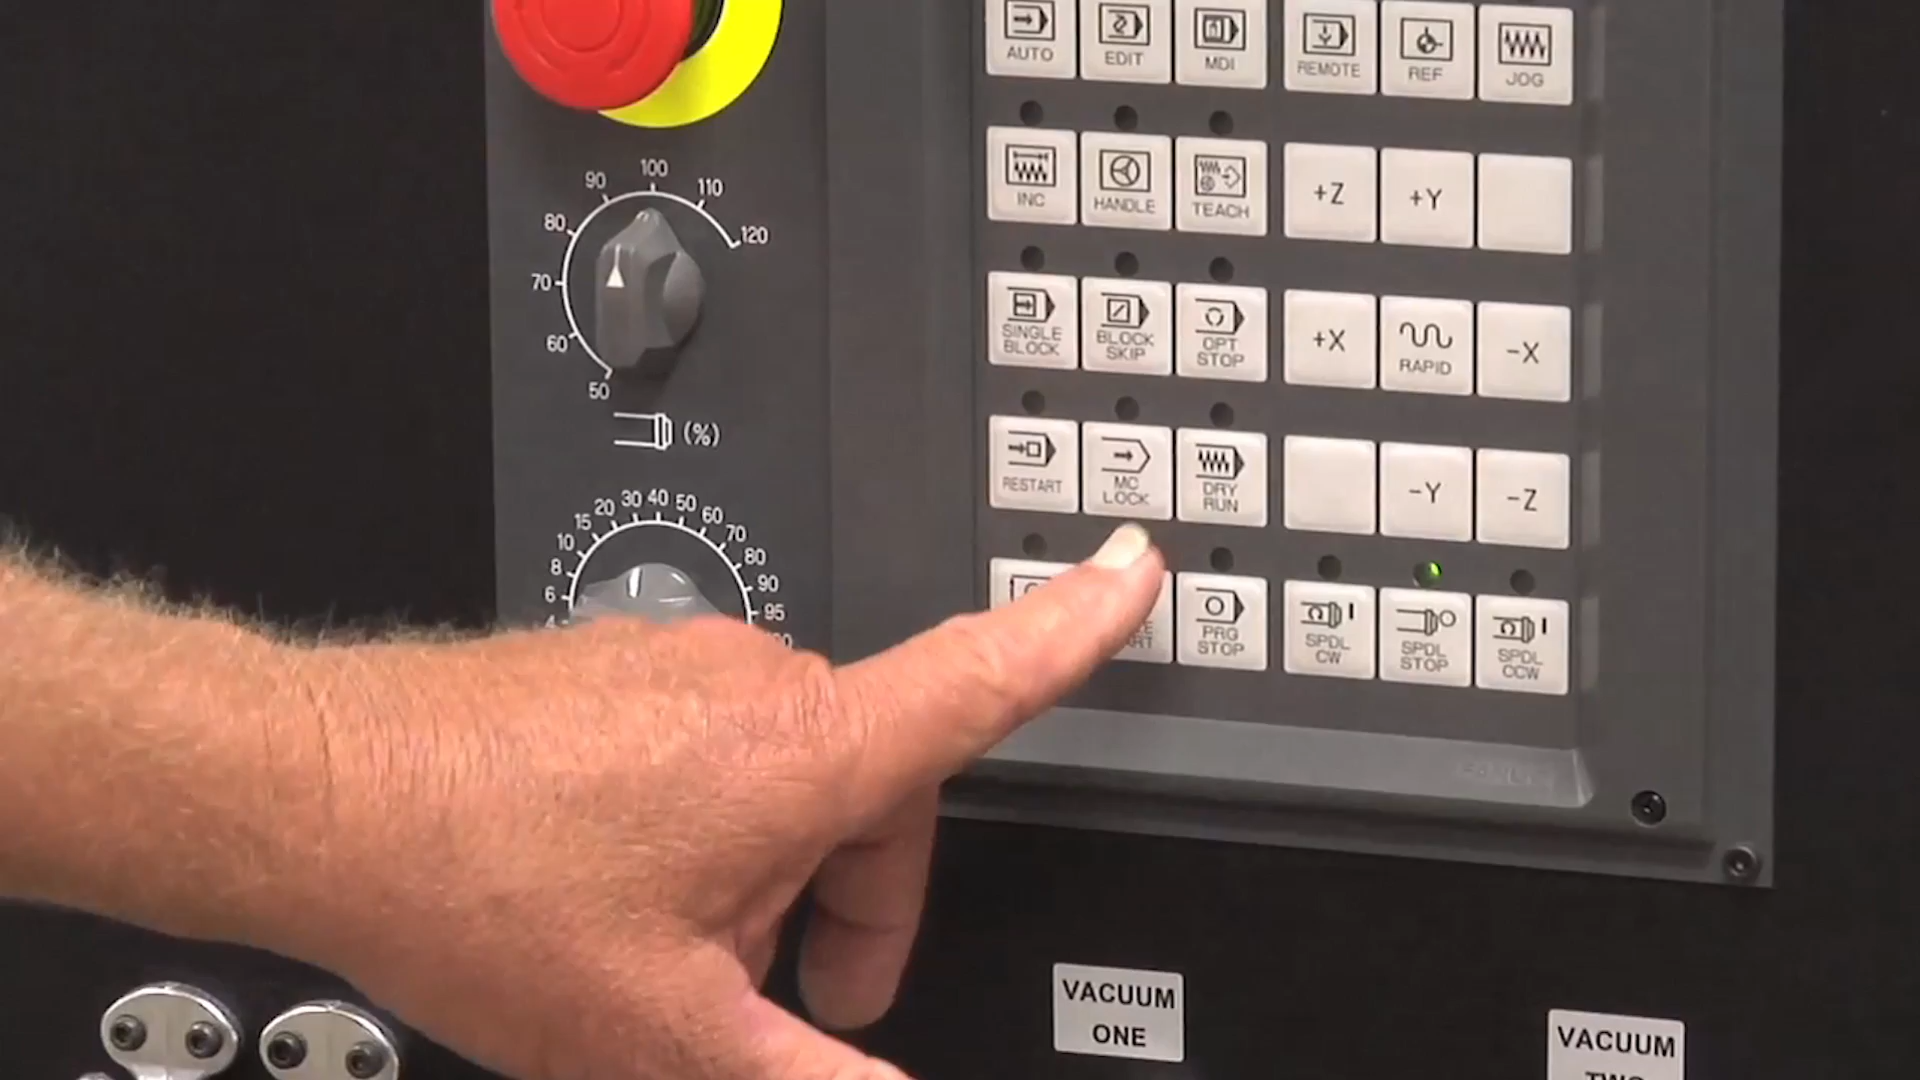 AUTO EDIT MDI REMOTE REF JOG
100
90 110
80 120
INC HANDLE TEACH +Z +Y
70
60
50
(%)
SINGLE BLOCK
BLOCK SKIP
OPT STOP
+X
RAPID
-X
RESTART
MC LOCK
DRY RUN
-Y
-Z
40
30 50
20 60
15 70
10 80
8 90
6 95
PRG STOP
SPDL CW
SPDL STOP
SPDL CCW
VACUUM
ONE
VACUUM